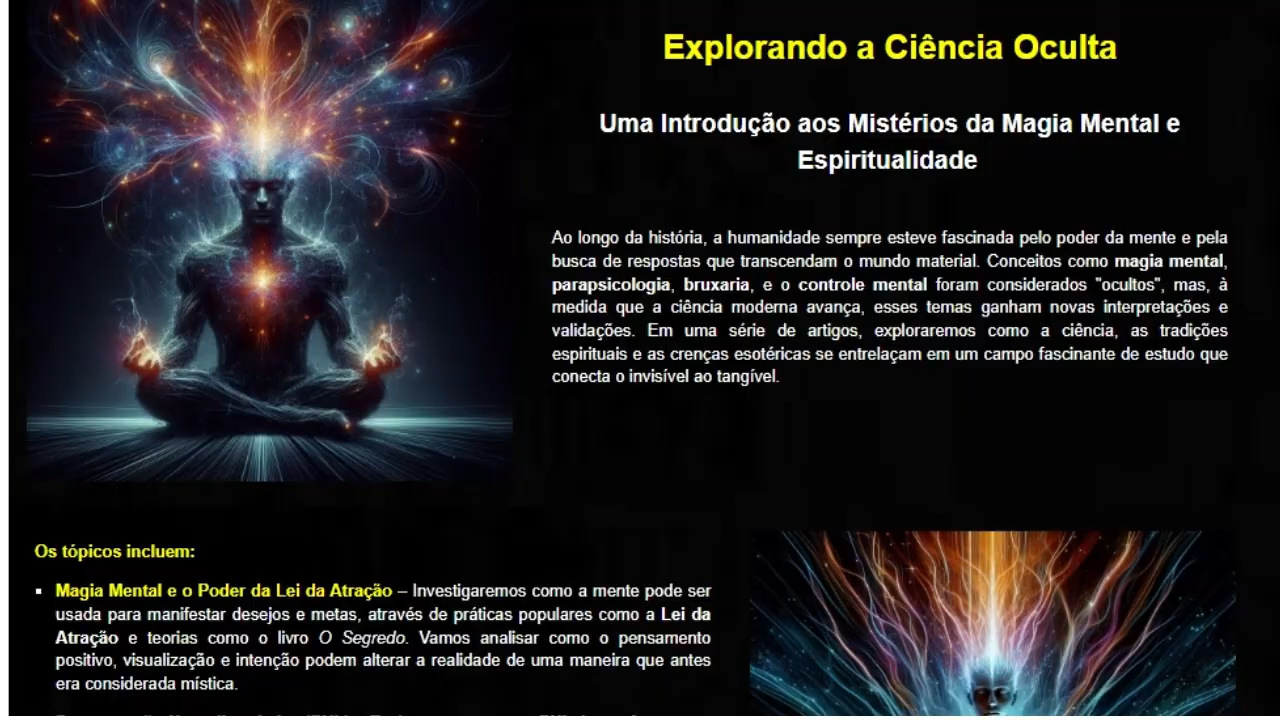 Explorando a Ciência Oculta
Uma Introdução aos Mistérios da Magia Mental e
Espiritualidade
Ao longo da história, a humanidade sempre esteve fascinada pelo poder da mente e pela
busca de respostas que transcendam o mundo material. Conceitos como magia mental,
parapsicologia, bruxaria, e o controle mental foram considerados "ocultos", mas, à
medida que a ciência moderna avança, esses temas ganham novas interpretações e
validações. Em uma série de artigos, exploraremos como a ciência, as tradições
espirituais e as crenças esotéricas se entrelaçam em um campo fascinante de estudo que
conecta o invisível ao tangível.
Os tópicos incluem:
▪ Magia Mental e o Poder da Lei da Atração – Investigaremos como a mente pode ser
usada para manifestar desejos e metas, através de práticas populares como a Lei da
Atração e teorias como o livro O Segredo. Vamos analisar como o pensamento
positivo, visualização e intenção podem alterar a realidade de uma maneira que antes
era considerada mística.